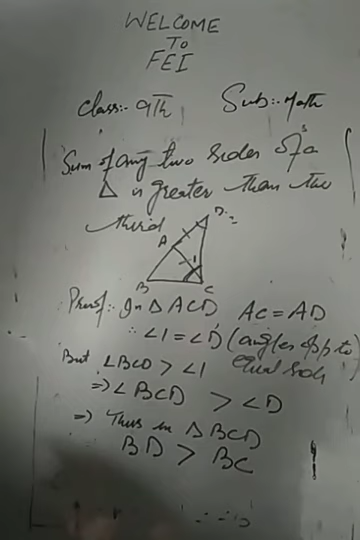 WELCOME
TO
FEI
Class:- 9Th Sub:- Math
Sum of any two sides of a
Δ is greater than the
third
D
A
B C
Proof:- In Δ ACD AC = AD
∴ ∠1 = ∠D (angles opp to
equal side
But ∠BCD > ∠1
⇒ ∠BCD > ∠D
⇒ Thus in Δ BCD
BD > BC